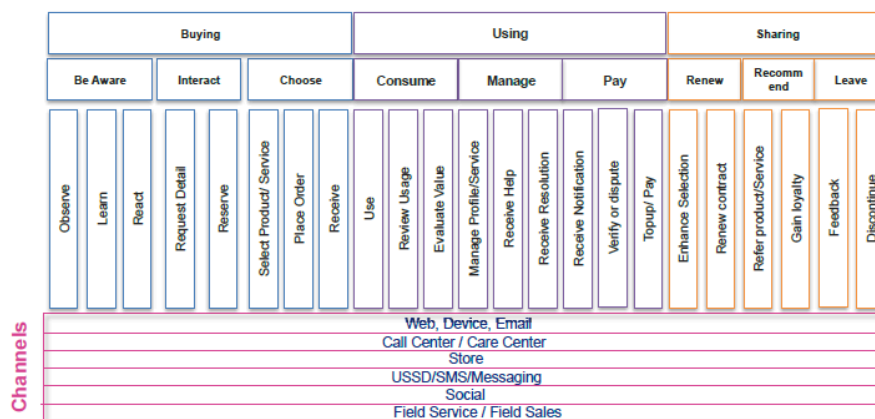 Buying
Using
Sharing
Be Aware
Interact
Choose
Consume
Manage
Pay
Renew
Recomm
end
Leave
Observe
Learn
React
Request Detail
Reserve
Select Product/ Service
Place Order
Receive
Use
Review Usage
Evaluate Value
Manage Profile/Service
Receive Help
Receive Resolution
Receive Notification
Verify or dispute
Topup/ Pay
Enhance Selection
Renew contract
Refer product/Service
Gain loyalty
Feedback
Discontinue
Channels
Web, Device, Email
Call Center / Care Center
Store
USSD/SMS/Messaging
Social
Field Service / Field Sales